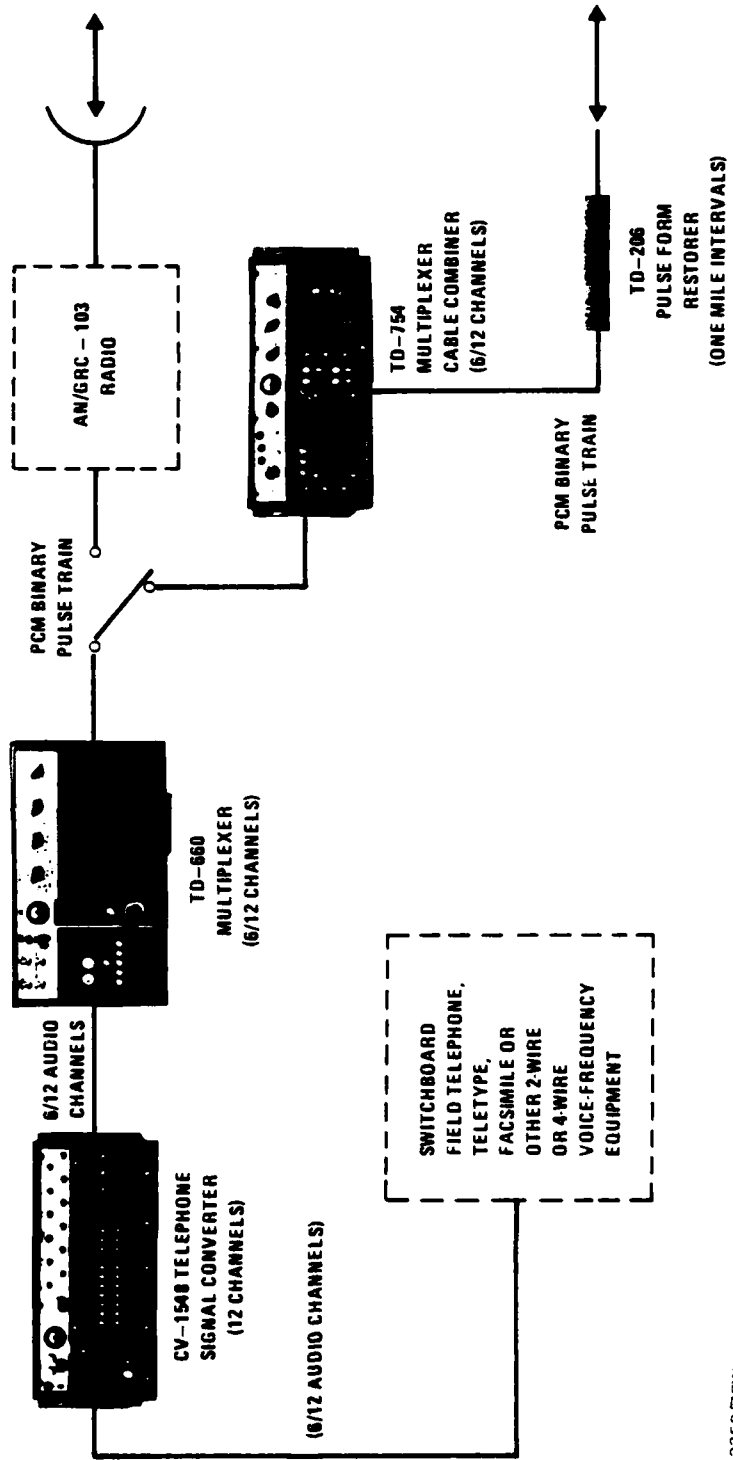 6/12 AUDIO
CHANNELS
PCM BINARY
PULSE TRAIN
AN/GRC-103
RADIO
CV-1548 TELEPHONE
SIGNAL CONVERTER
(12 CHANNELS)
TD-660
MULTIPLEXER
(6/12 CHANNELS)
TD-754
MULTIPLEXER
CABLE COMBINER
(6/12 CHANNELS)
(6/12 AUDIO CHANNELS)
SWITCHBOARD
FIELD TELEPHONE,
TELETYPE,
FACSIMILE OR
OTHER 2-WIRE
OR 4-WIRE
VOICE-FREQUENCY
EQUIPMENT
PCM BINARY
PULSE TRAIN
TD-206
PULSE FORM
RESTORER
(ONE MILE INTERVALS)